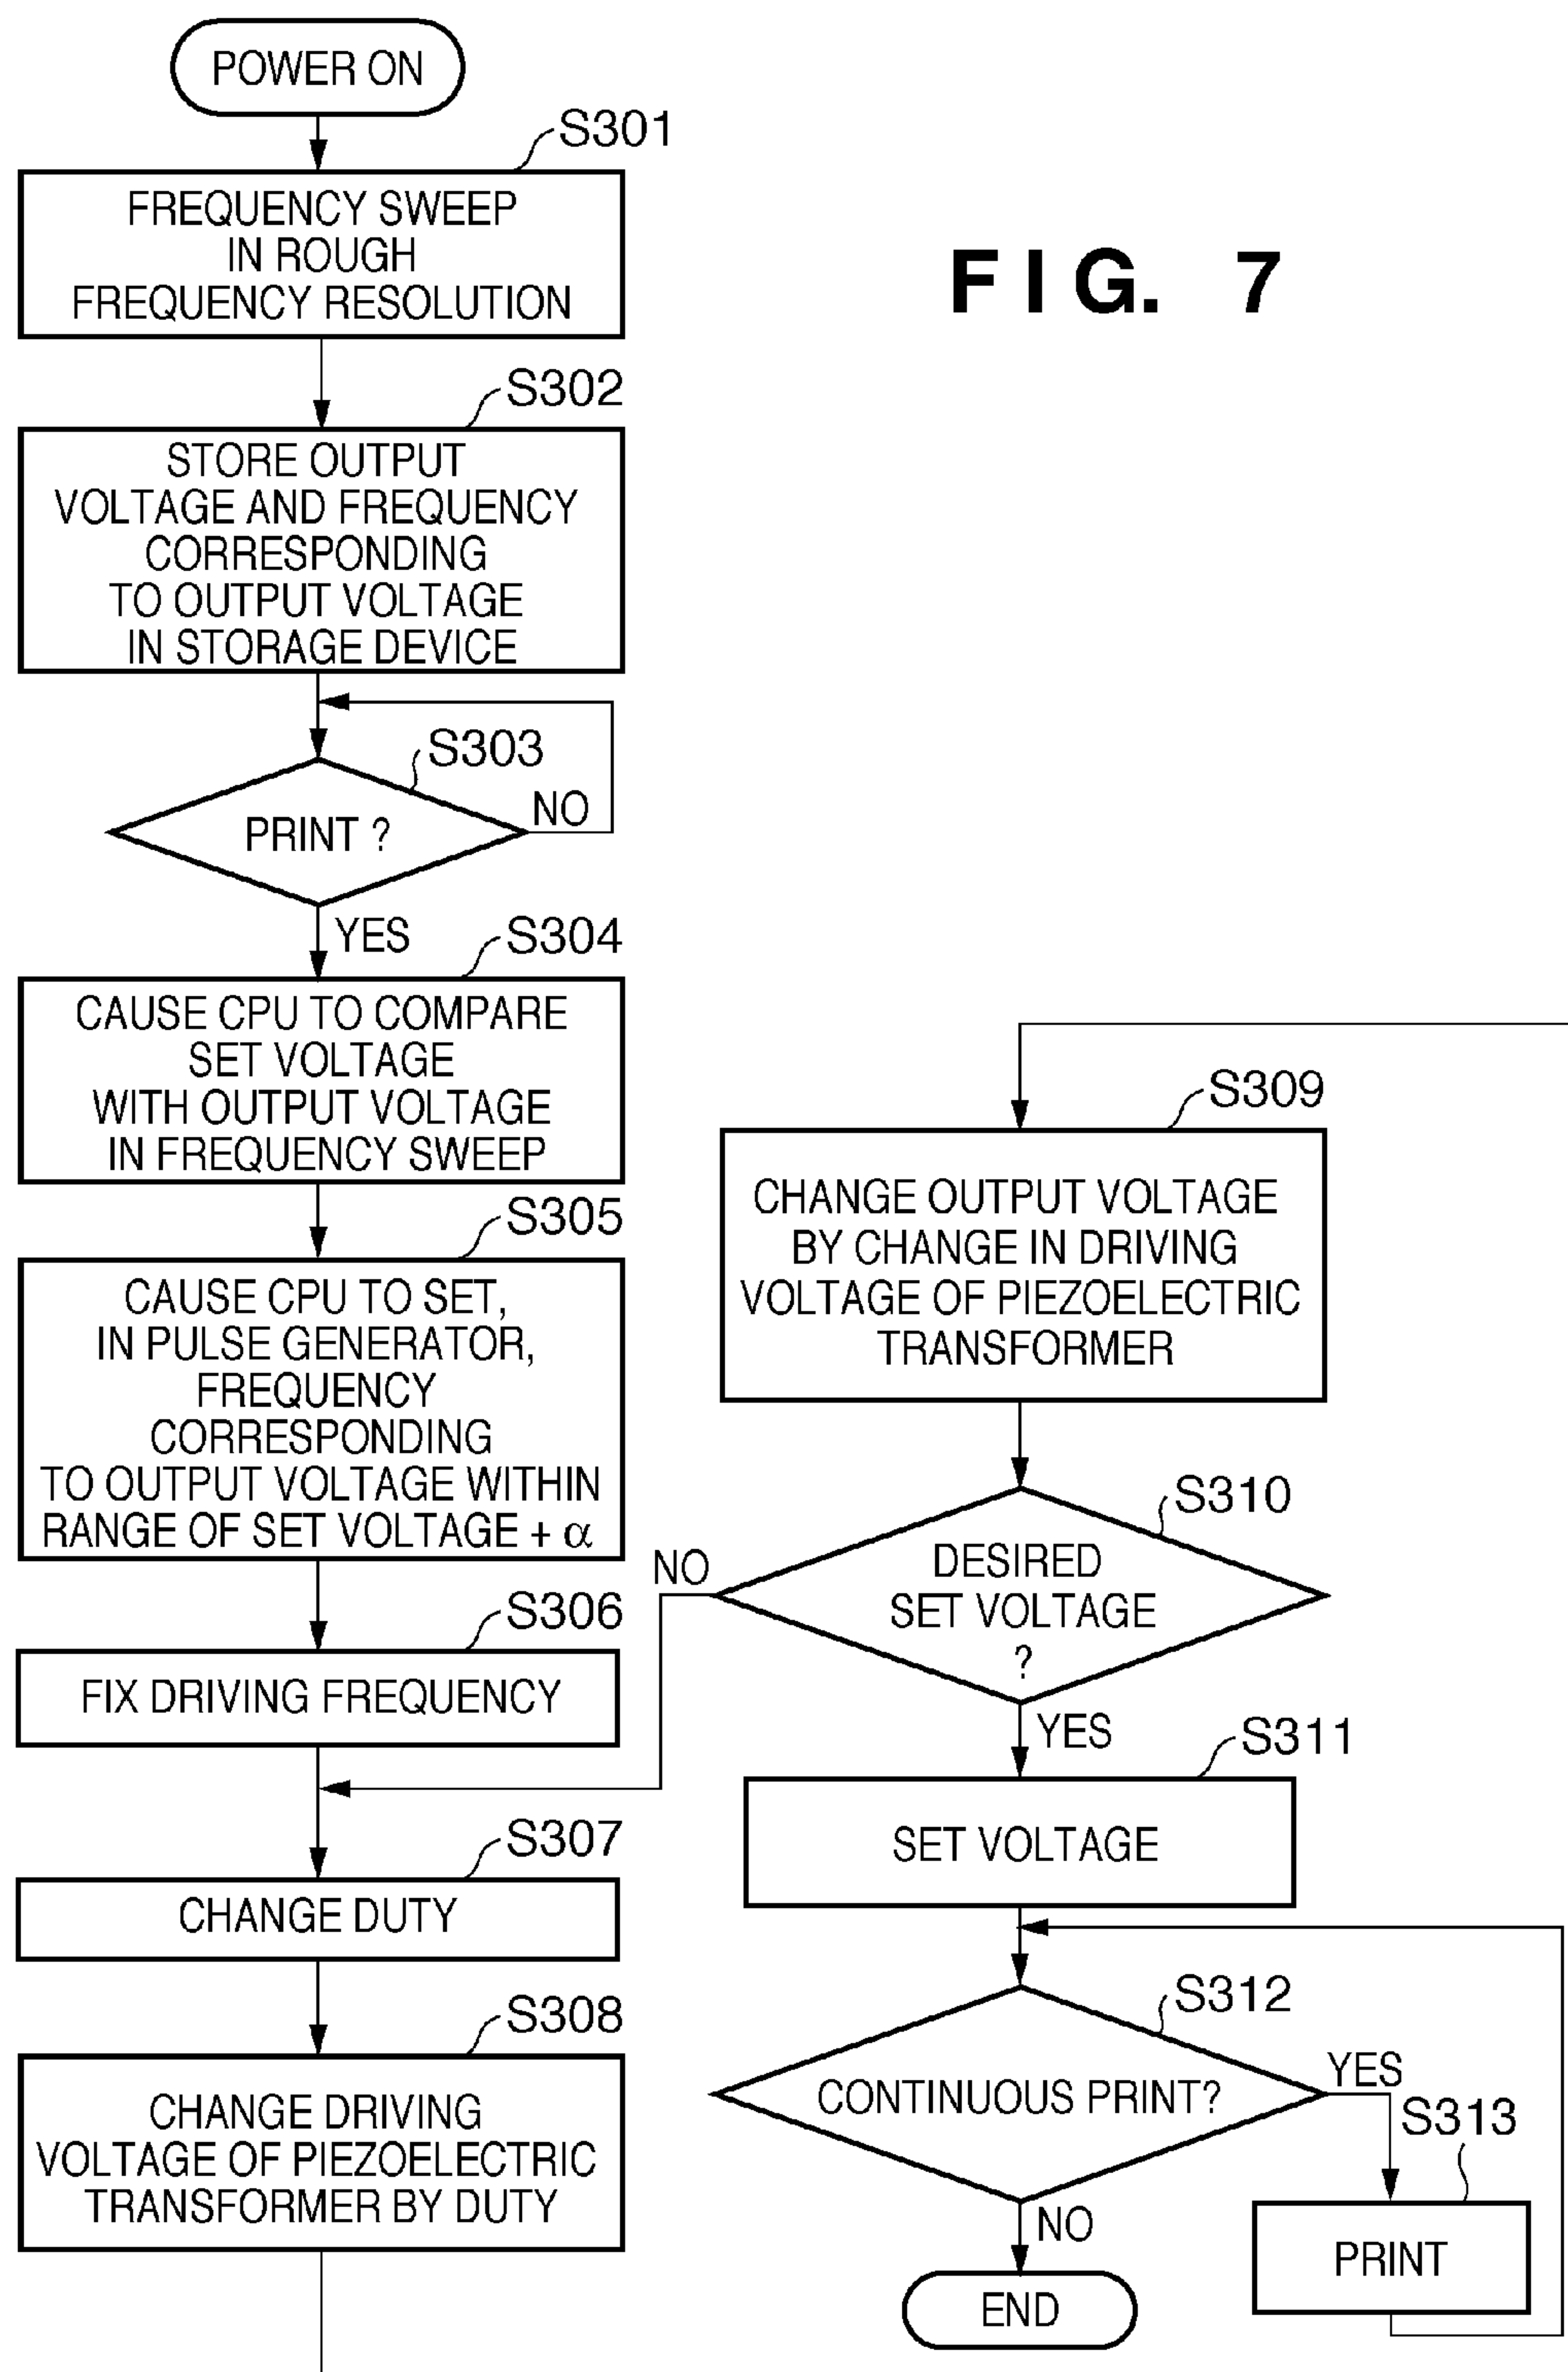 FIG. 7
POWER ON
S301
FREQUENCY SWEEP
IN ROUGH
FREQUENCY RESOLUTION
S302
STORE OUTPUT
VOLTAGE AND FREQUENCY
CORRESPONDING
TO OUTPUT VOLTAGE
IN STORAGE DEVICE
S303
PRINT ?
NO
YES
S304
CAUSE CPU TO COMPARE
SET VOLTAGE
WITH OUTPUT VOLTAGE
IN FREQUENCY SWEEP
S305
CAUSE CPU TO SET,
IN PULSE GENERATOR,
FREQUENCY
CORRESPONDING
TO OUTPUT VOLTAGE WITHIN
RANGE OF SET VOLTAGE + α
S306
FIX DRIVING FREQUENCY
S307
CHANGE DUTY
S308
CHANGE DRIVING
VOLTAGE OF PIEZOELECTRIC
TRANSFORMER BY DUTY
S309
CHANGE OUTPUT VOLTAGE
BY CHANGE IN DRIVING
VOLTAGE OF PIEZOELECTRIC
TRANSFORMER
S310
DESIRED
SET VOLTAGE
?
NO
YES
S311
SET VOLTAGE
S312
CONTINUOUS PRINT?
YES
S313
PRINT
NO
END